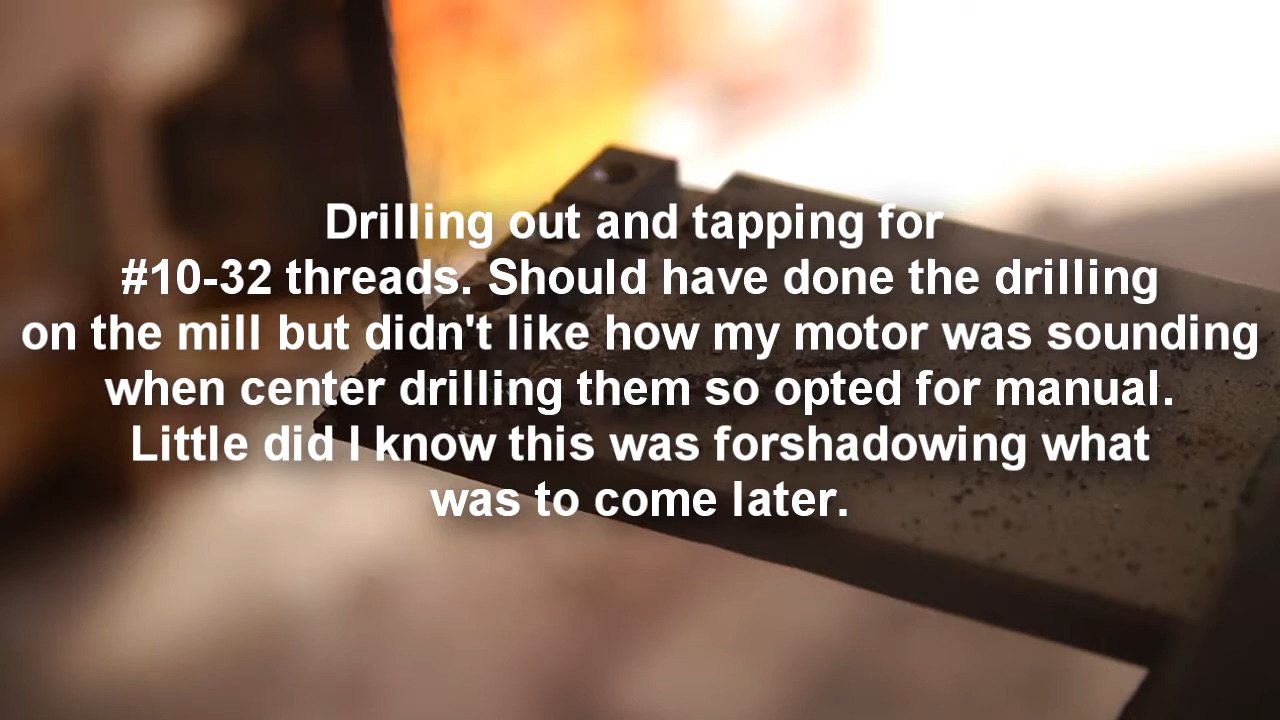 Drilling out and tapping for
#10-32 threads. Should have done the drilling
on the mill but didn't like how my motor was sounding
when center drilling them so opted for manual.
Little did I know this was forshadowing what
was to come later.